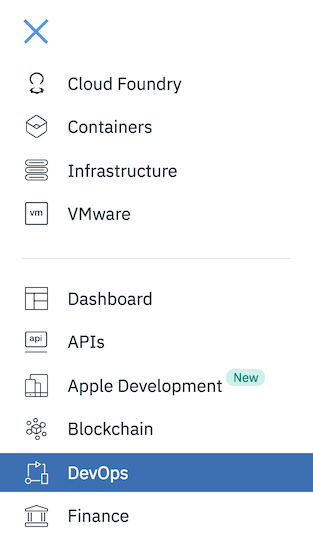 Cloud Foundry
Containers
Infrastructure
vm VMware
Dashboard
api APIs
Apple Development New
Blockchain
DevOps
Finance